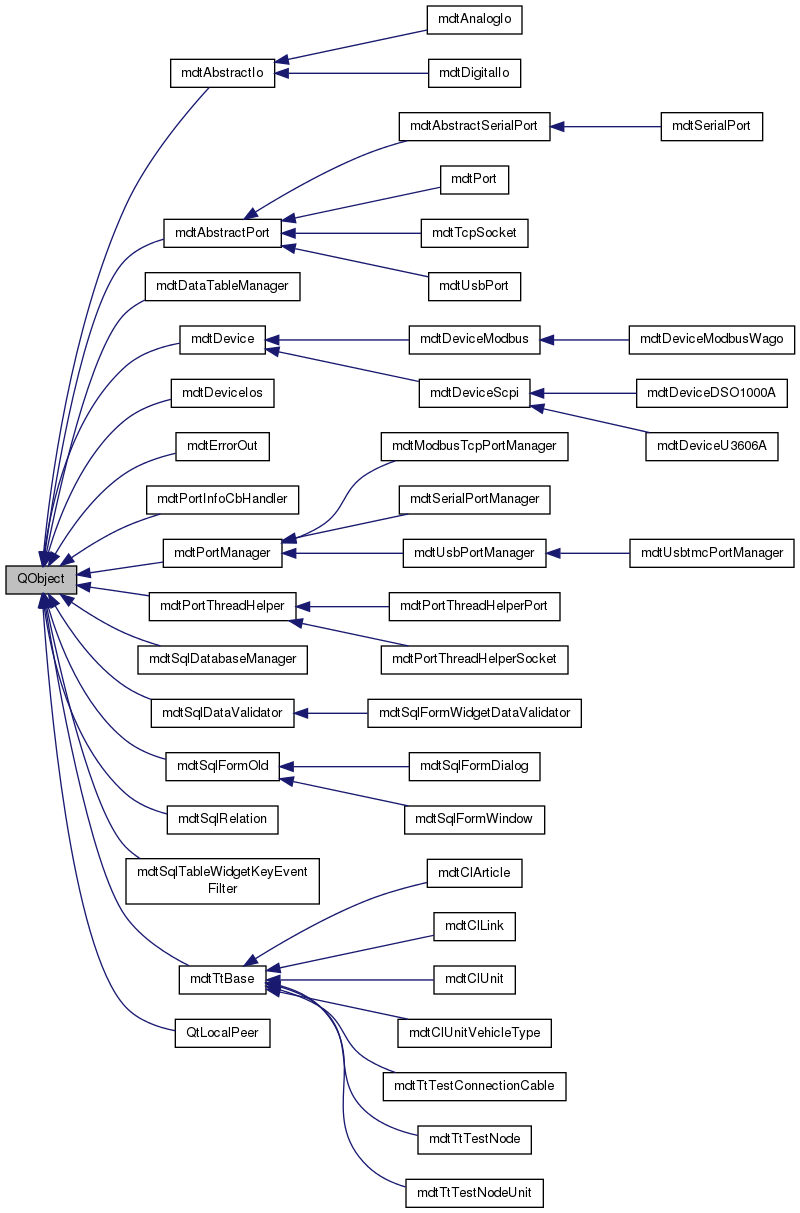 mdtAnalogIo
mdtAbstractIo
mdtDigitalIo
mdtAbstractSerialPort
mdtSerialPort
mdtPort
mdtAbstractPort
mdtTcpSocket
mdtUsbPort
mdtDataTableManager
mdtDevice
mdtDeviceModbus
mdtDeviceModbusWago
mdtDeviceScpi
mdtDeviceDSO1000A
mdtDeviceU3606A
mdtDeviceIos
mdtErrorOut
mdtModbusTcpPortManager
mdtPortInfoCbHandler
mdtSerialPortManager
mdtPortManager
mdtUsbPortManager
mdtUsbtmcPortManager
QObject
mdtPortThreadHelper
mdtPortThreadHelperPort
mdtPortThreadHelperSocket
mdtSqlDatabaseManager
mdtSqlDataValidator
mdtSqlFormWidgetDataValidator
mdtSqlFormOld
mdtSqlFormDialog
mdtSqlFormWindow
mdtSqlRelation
mdtSqlTableWidgetKeyEvent
Filter
mdtClArticle
mdtClLink
mdtTtBase
mdtClUnit
mdtClUnitVehicleType
QtLocalPeer
mdtTtTestConnectionCable
mdtTtTestNode
mdtTtTestNodeUnit